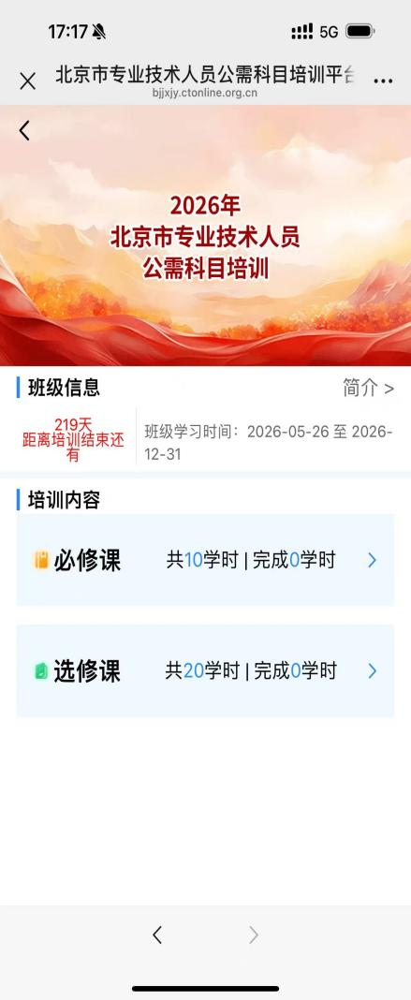 17:17
5G
北京市专业技术人员公需科目培训平台
bjjxjy.ctonline.org.cn
2026年
北京市专业技术人员
公需科目培训
班级信息
简介 >
219天
距离培训结束还
有
班级学习时间：2026-05-26 至 2026-
12-31
培训内容
必修课
共10学时 | 完成0学时
选修课
共20学时 | 完成0学时